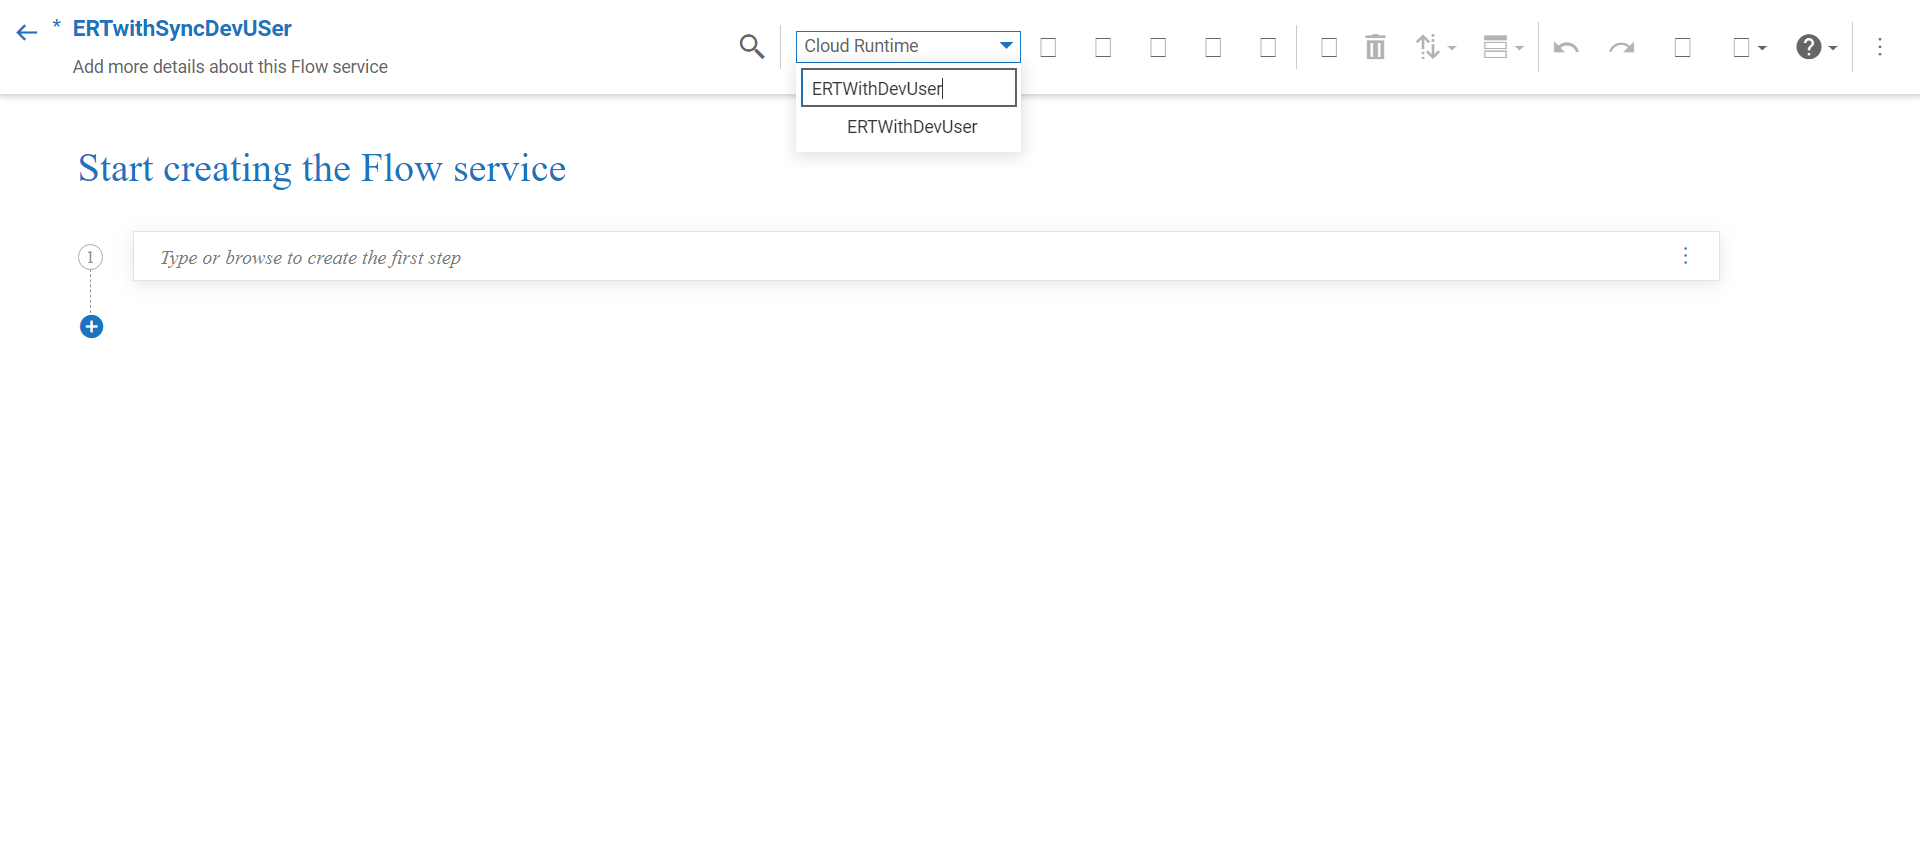 * ERTwithSyncDevUSer
Add more details about this Flow service
Cloud Runtime
ERTWithDevUser
ERTWithDevUser
Start creating the Flow service
1
Type or browse to create the first step